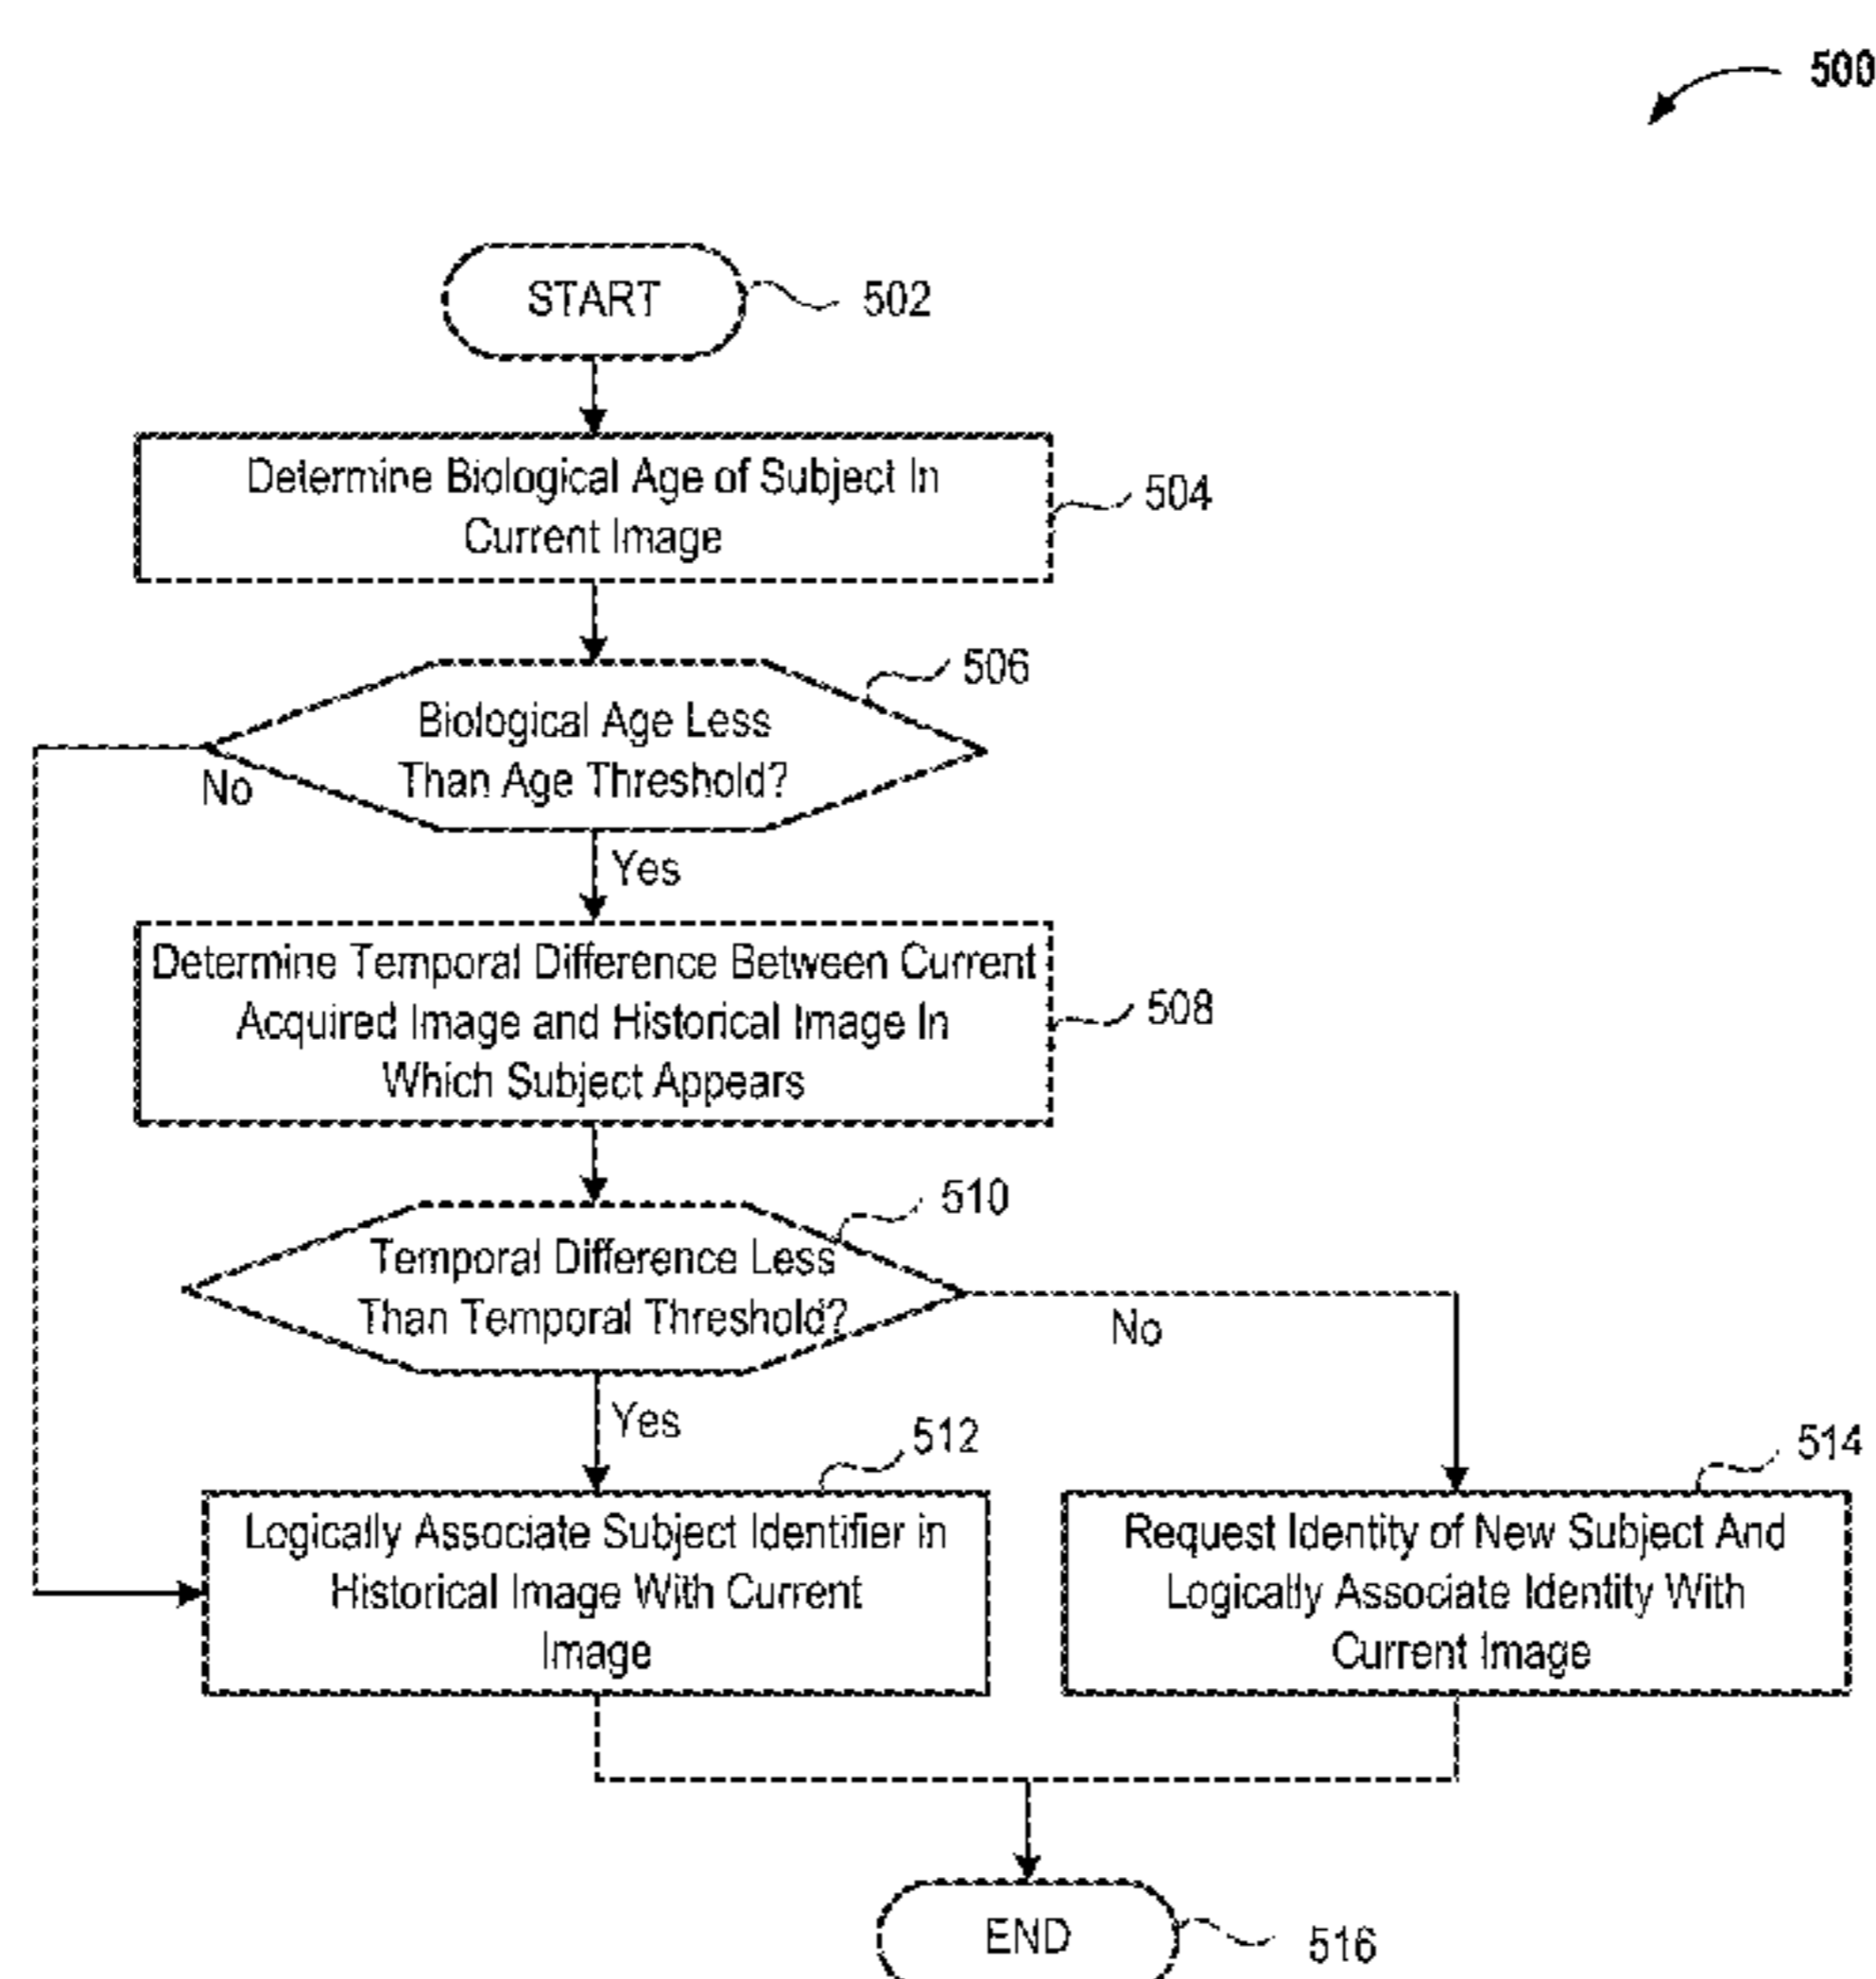 500
START
502
Determine Biological Age of Subject In
Current Image
504
506
Biological Age Less
Than Age Threshold?
No
Yes
Determine Temporal Difference Between Current
Acquired Image and Historical Image In
Which Subject Appears
508
510
Temporal Difference Less
Than Temporal Threshold?
No
Yes
512
514
Logically Associate Subject Identifier in
Historical Image With Current
Image
Request Identity of New Subject And
Logically Associate Identity With
Current Image
END
516